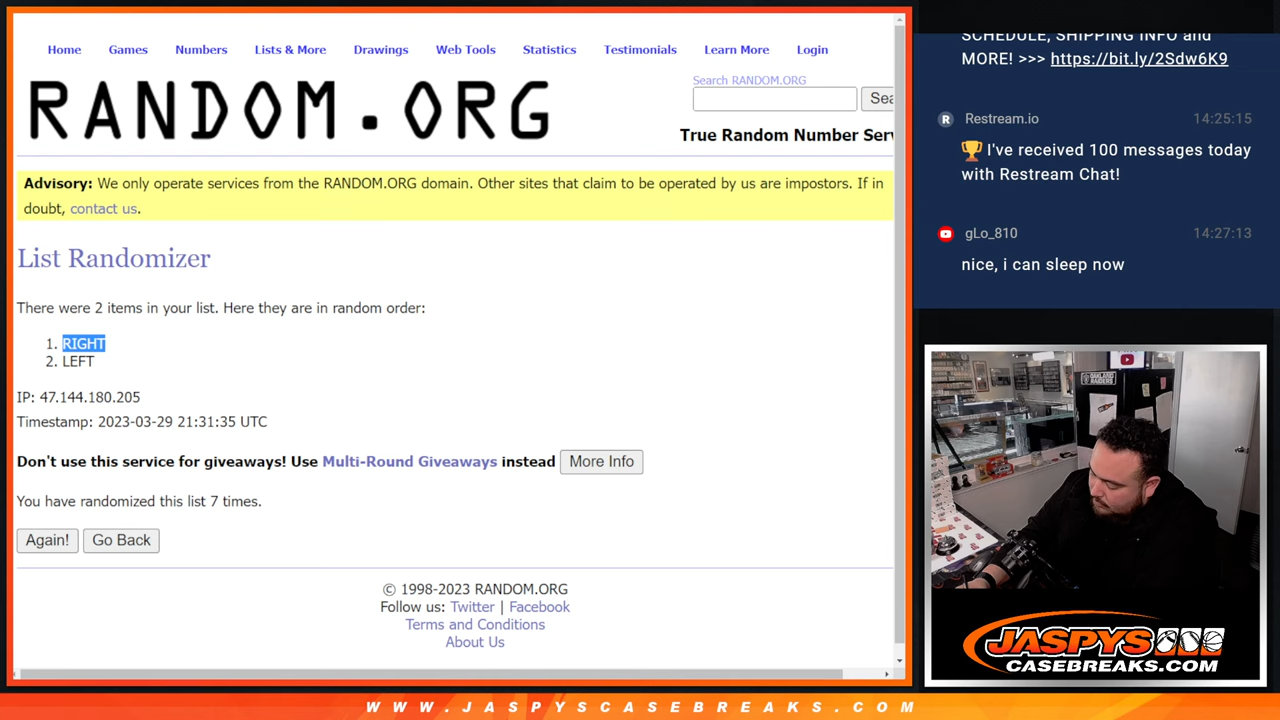 Home Games Numbers Lists & More Drawings Web Tools Statistics Testimonials Learn More Login
RANDOM.ORG
Search RANDOM.ORG
Sea
True Random Number Serv
Advisory: We only operate services from the RANDOM.ORG domain. Other sites that claim to be operated by us are impostors. If in
doubt, contact us.
List Randomizer
There were 2 items in your list. Here they are in random order:
1. RIGHT
2. LEFT
IP: 47.144.180.205
Timestamp: 2023-03-29 21:31:35 UTC
Don't use this service for giveaways! Use Multi-Round Giveaways instead More Info
You have randomized this list 7 times.
Again! Go Back
© 1998-2023 RANDOM.ORG
Follow us: Twitter | Facebook
Terms and Conditions
About Us
SCHEDULE, SHIPPING INFO and
MORE! >>> https://bit.ly/2Sdw6K9
R Restream.io 14:25:15
🏆 I've received 100 messages today
with Restream Chat!
gLo_810 14:27:13
nice, i can sleep now
OAKLAND
RAIDERS
JASPYS
CASEBREAKS.COM
WWW.JASPYSCASEBREAKS.COM